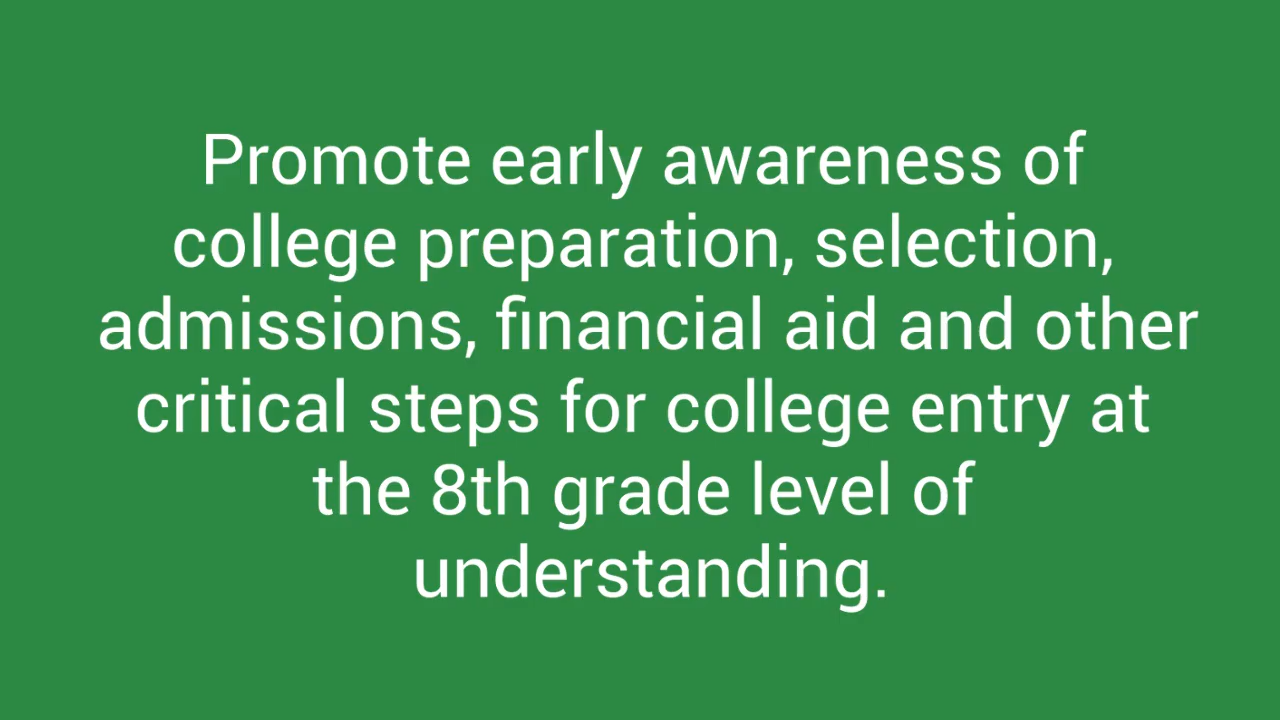 Promote early awareness of
college preparation, selection,
admissions, financial aid and other
critical steps for college entry at
the 8th grade level of
understanding.